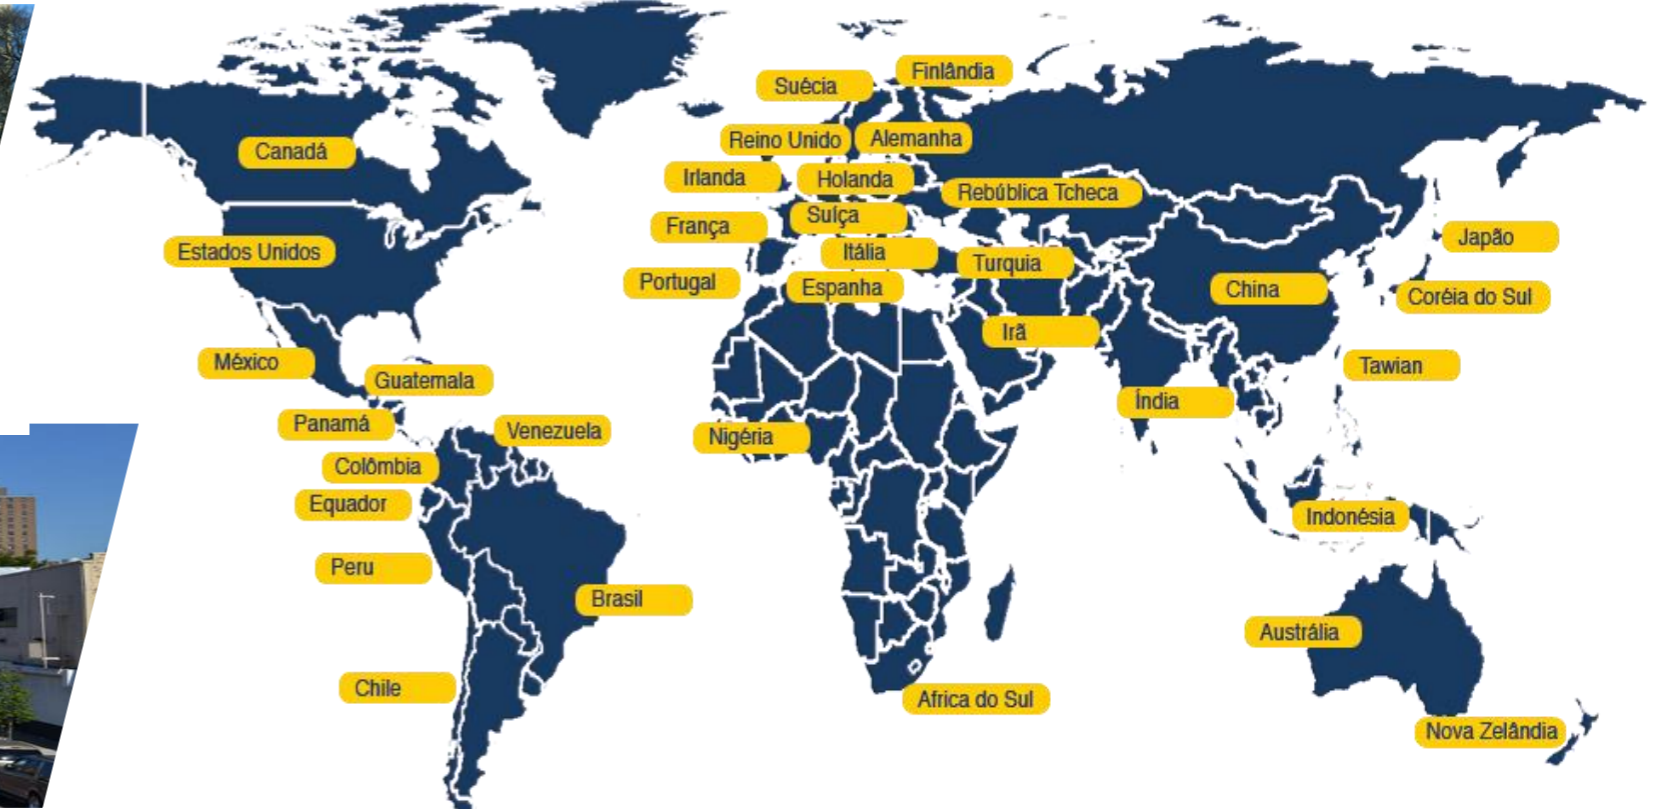 Finlândia
Suécia
Reino Unido
Alemanha
Canadá
Irlanda
Holanda
Rebública Tcheca
Suíça
França
Japão
Estados Unidos
Itália
Turquia
Portugal
Espanha
China
Coréia do Sul
Irã
México
Tawian
Guatemala
Índia
Panamá
Venezuela
Nigéria
Colômbia
Equador
Indonésia
Peru
Brasil
Austrália
Chile
Africa do Sul
Nova Zelândia